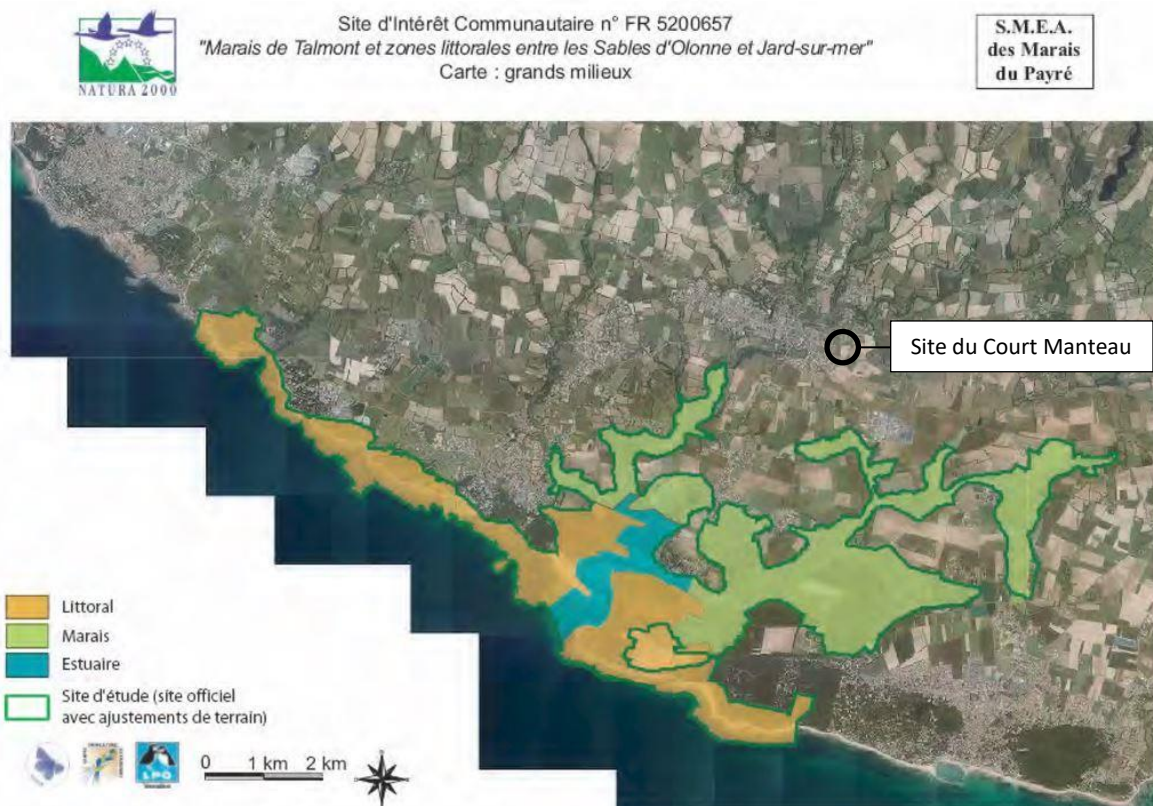 Site d'Intérêt Communautaire n° FR 5200657
"Marais de Talmont et zones littorales entre les Sables d'Olonne et Jard-sur-mer"
Carte : grands milieux
NATURA 2000
S.M.E.A.
des Marais
du Payré
Site du Court Manteau
Littoral
Marais
Estuaire
Site d'étude (site officiel
avec ajustements de terrain)
LPO
0 1 km 2 km